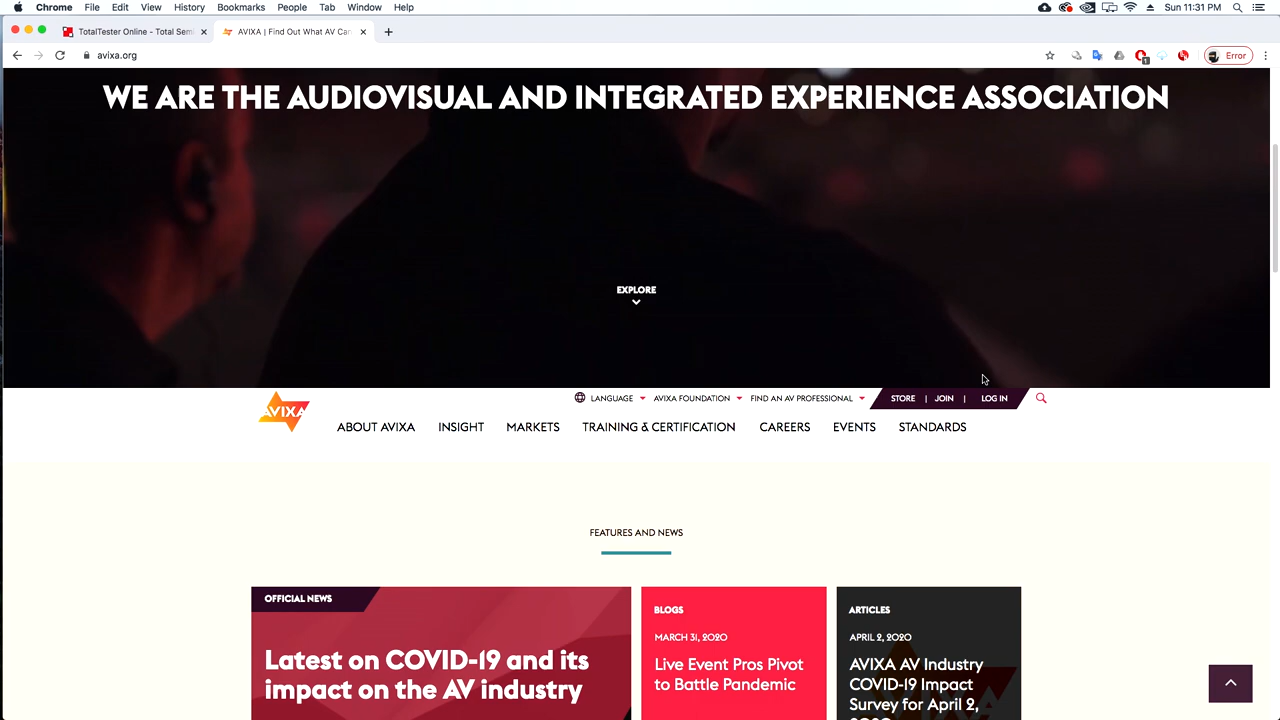 Chrome File Edit View History Bookmarks People Tab Window Help Sun 11:31 PM
TotalTester Online - Total Sem
AVIXA | Find Out What AV Can
avixa.org
1
Error
WE ARE THE AUDIOVISUAL AND INTEGRATED EXPERIENCE ASSOCIATION
EXPLORE
LANGUAGE AVIXA FOUNDATION FIND AN AV PROFESSIONAL STORE | JOIN | LOG IN
AVIXA
ABOUT AVIXA INSIGHT MARKETS TRAINING & CERTIFICATION CAREERS EVENTS STANDARDS
FEATURES AND NEWS
OFFICIAL NEWS
Latest on COVID-19 and its
impact on the AV industry
BLOGS
MARCH 31, 2020
Live Event Pros Pivot
to Battle Pandemic
ARTICLES
APRIL 2, 2020
AVIXA AV Industry
COVID-19 Impact
Survey for April 2,
2020